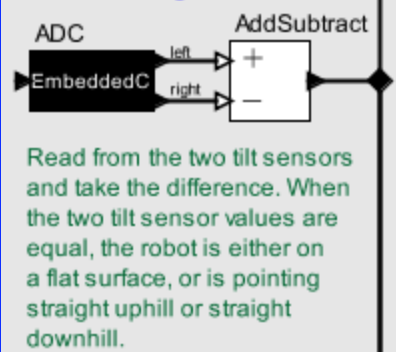 ADC
AddSubtract
left
+
EmbeddedC
right
−
Read from the two tilt sensors
and take the difference. When
the two tilt sensor values are
equal, the robot is either on
a flat surface, or is pointing
straight uphill or straight
downhill.